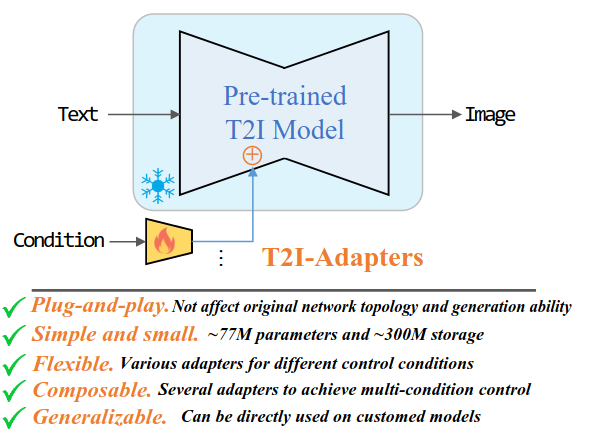 Pre-trained
T2I Model
Text
Image
Condition
T2I-Adapters
Plug-and-play. Not affect original network topology and generation ability
Simple and small. ~77M parameters and ~300M storage
Flexible. Various adapters for different control conditions
Composable. Several adapters to achieve multi-condition control
Generalizable. Can be directly used on customed models